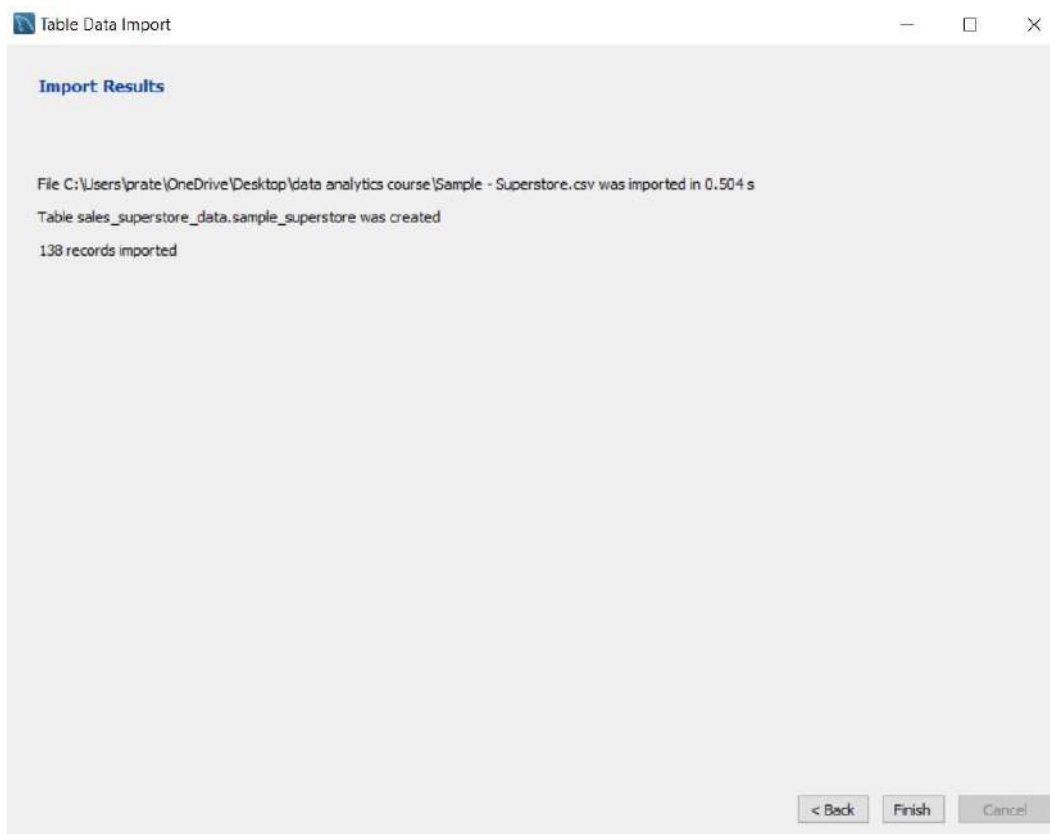 Table Data Import
Import Results
File C:\Users\prate\OneDrive\Desktop\data analytics course\Sample - Superstore.csv was imported in 0.504 s
Table sales_superstore_data.sample_superstore was created
138 records imported
< Back Finish Cancel